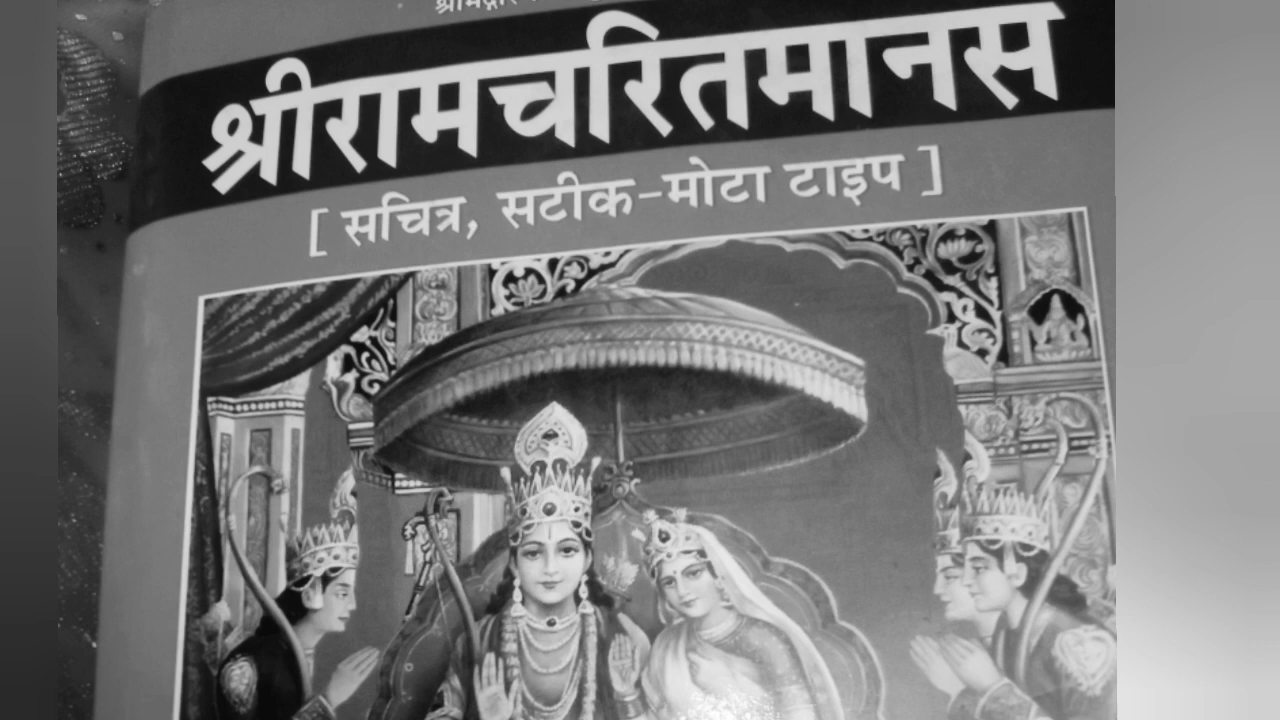 श्रीरामचरितमानस
[ सचित्र, सटीक-मोटा टाइप ]